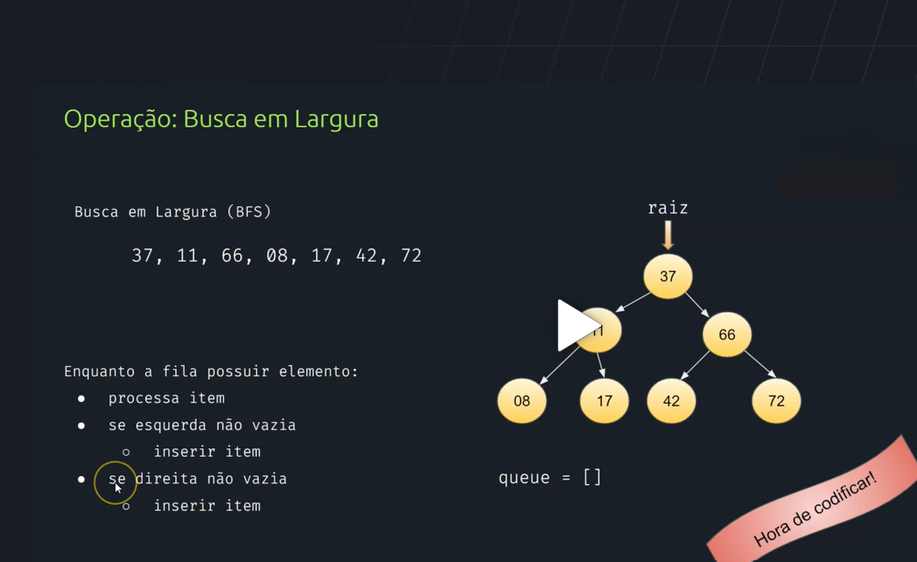 Operação: Busca em Largura
Busca em Largura (BFS)
37, 11, 66, 08, 17, 42, 72
raiz
37
11
66
08
17
42
72
Enquanto a fila possuir elemento:
● processa item
● se esquerda não vazia
○ inserir item
● se direita não vazia
○ inserir item
queue = []
Hora de codificar!